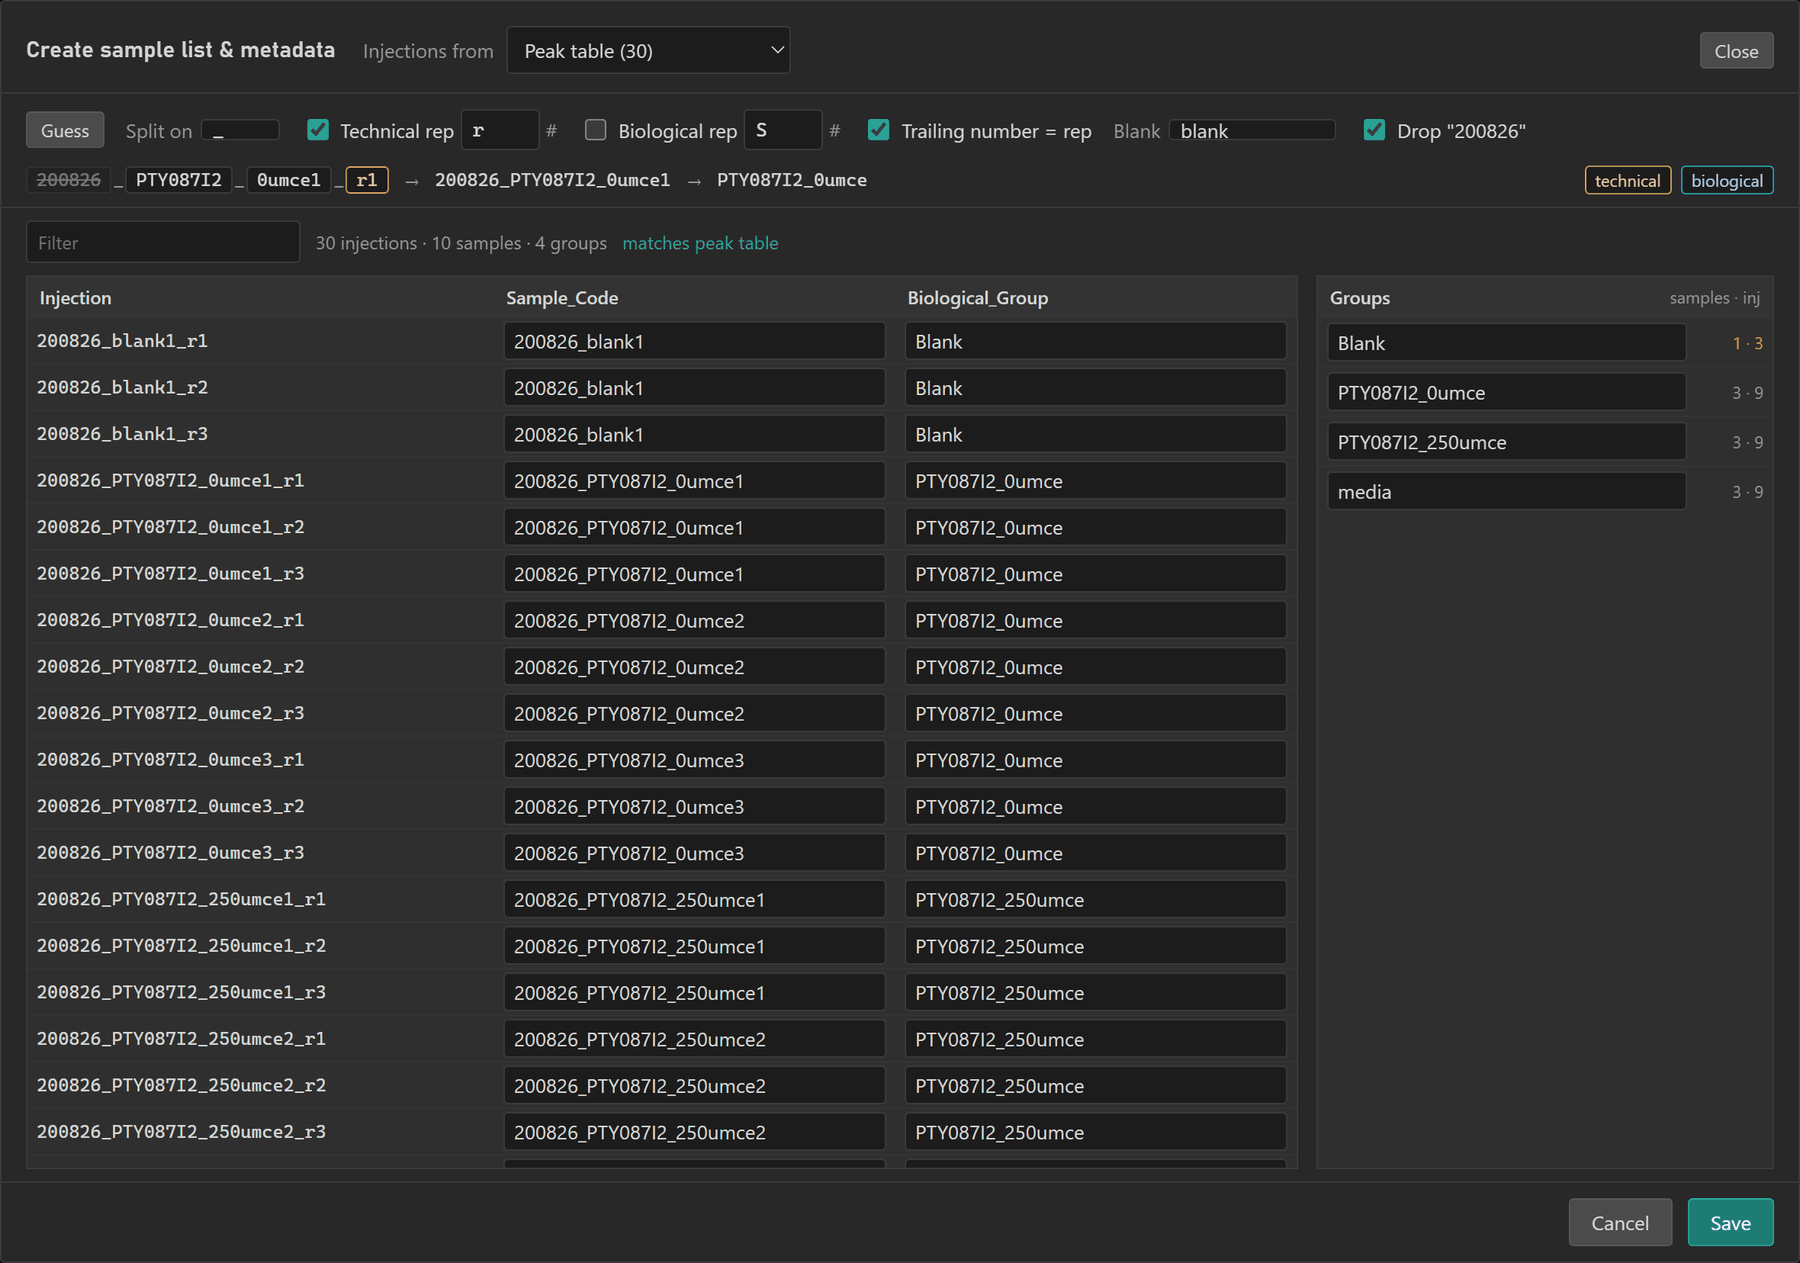 Create sample list & metadata Injections from Peak table (30) Close
Guess Split on _ Technical rep r # Biological rep S # Trailing number = rep Blank blank Drop "200826"
200826 _ PTY087I2 _ 0umce1 _ r1 → 200826_PTY087I2_0umce1 → PTY087I2_0umce technical biological
Filter 30 injections · 10 samples · 4 groups matches peak table
Injection Sample_Code Biological_Group
200826_blank1_r1 200826_blank1 Blank
200826_blank1_r2 200826_blank1 Blank
200826_blank1_r3 200826_blank1 Blank
200826_PTY087I2_0umce1_r1 200826_PTY087I2_0umce1 PTY087I2_0umce
200826_PTY087I2_0umce1_r2 200826_PTY087I2_0umce1 PTY087I2_0umce
200826_PTY087I2_0umce1_r3 200826_PTY087I2_0umce1 PTY087I2_0umce
200826_PTY087I2_0umce2_r1 200826_PTY087I2_0umce2 PTY087I2_0umce
200826_PTY087I2_0umce2_r2 200826_PTY087I2_0umce2 PTY087I2_0umce
200826_PTY087I2_0umce2_r3 200826_PTY087I2_0umce2 PTY087I2_0umce
200826_PTY087I2_0umce3_r1 200826_PTY087I2_0umce3 PTY087I2_0umce
200826_PTY087I2_0umce3_r2 200826_PTY087I2_0umce3 PTY087I2_0umce
200826_PTY087I2_0umce3_r3 200826_PTY087I2_0umce3 PTY087I2_0umce
200826_PTY087I2_250umce1_r1 200826_PTY087I2_250umce1 PTY087I2_250umce
200826_PTY087I2_250umce1_r2 200826_PTY087I2_250umce1 PTY087I2_250umce
200826_PTY087I2_250umce1_r3 200826_PTY087I2_250umce1 PTY087I2_250umce
200826_PTY087I2_250umce2_r1 200826_PTY087I2_250umce2 PTY087I2_250umce
200826_PTY087I2_250umce2_r2 200826_PTY087I2_250umce2 PTY087I2_250umce
200826_PTY087I2_250umce2_r3 200826_PTY087I2_250umce2 PTY087I2_250umce
Groups samples · inj
Blank 1 · 3
PTY087I2_0umce 3 · 9
PTY087I2_250umce 3 · 9
media 3 · 9
Cancel Save